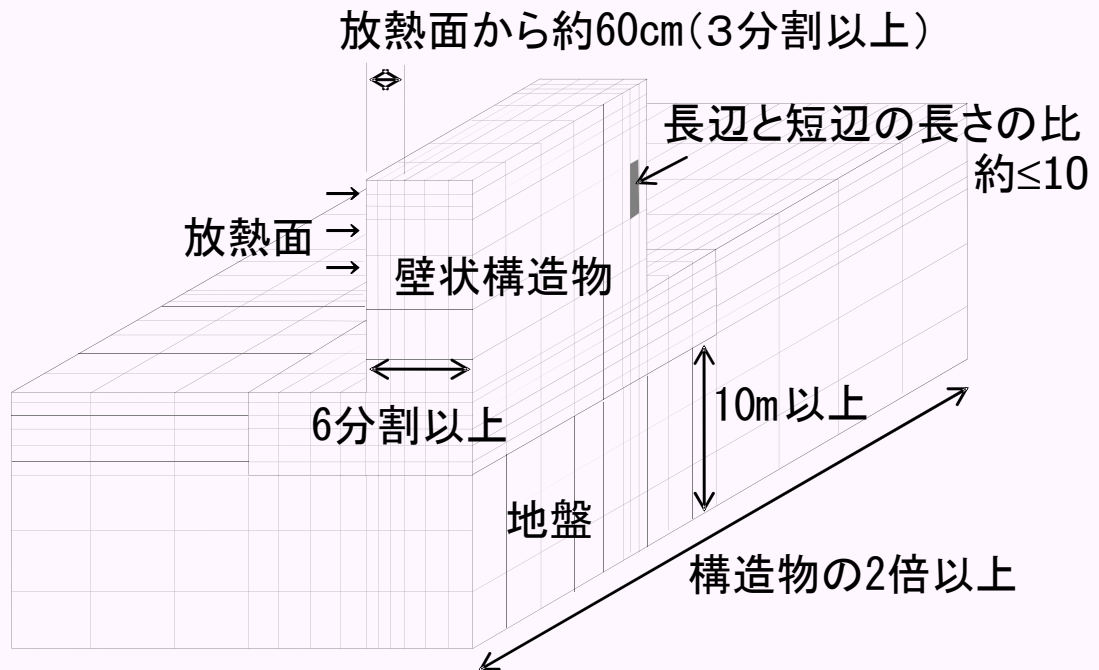 放熱面から約60cm（３分割以上）
長辺と短辺の長さの比
約≤10
放熱面
壁状構造物
6分割以上
10m以上
地盤
構造物の2倍以上